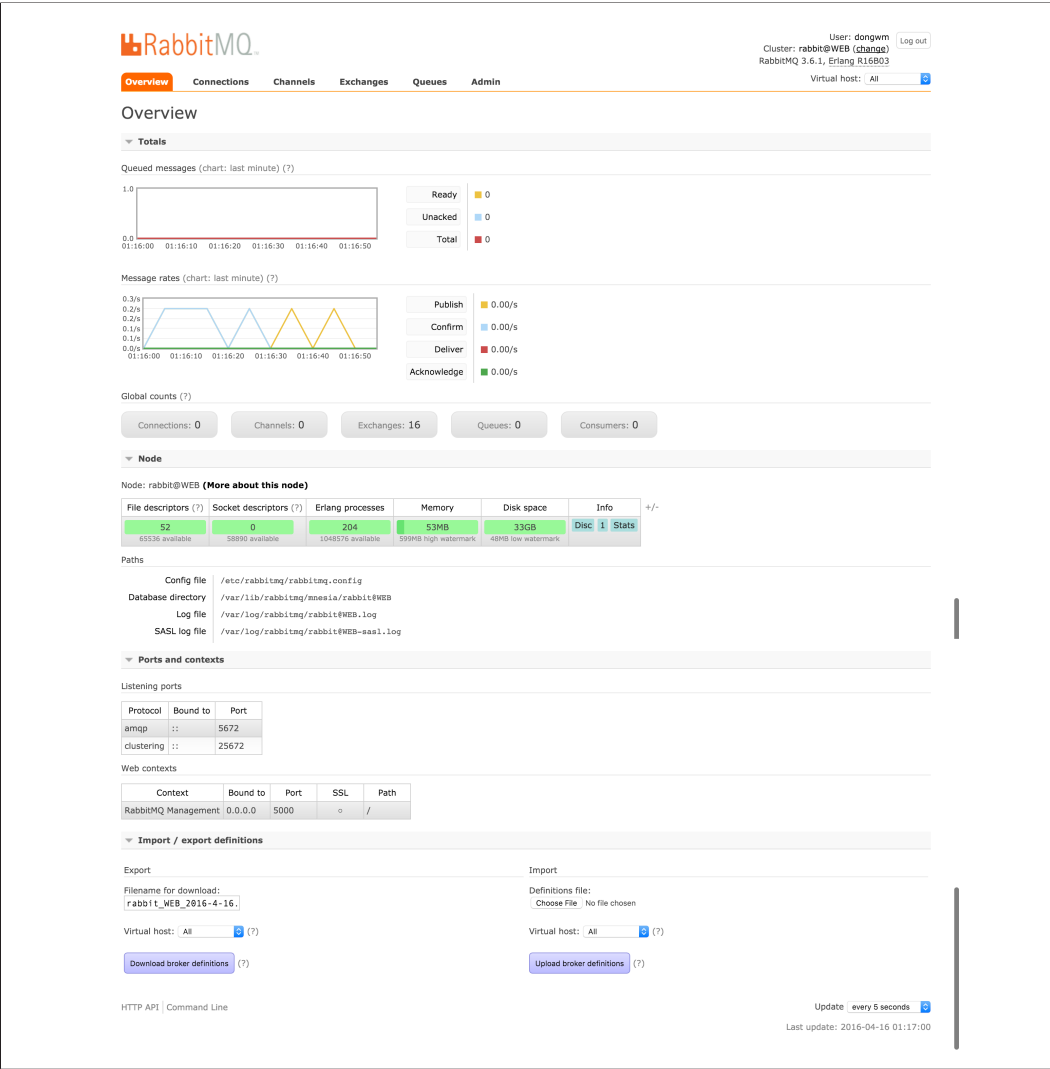 RabbitMQ
User: dongwm
Log out
Cluster: rabbit@WEB (change)
RabbitMQ 3.6.1, Erlang R16B03
Virtual host: All
Overview Connections Channels Exchanges Queues Admin
Overview
Totals
Queued messages (chart: last minute) (?)
1.0
0.0
01:16:00 01:16:10 01:16:20 01:16:30 01:16:40 01:16:50
Ready 0
Unacked 0
Total 0
Message rates (chart: last minute) (?)
0.3/s
0.2/s
0.2/s
0.1/s
0.1/s
0.0/s
01:16:00 01:16:10 01:16:20 01:16:30 01:16:40 01:16:50
Publish 0.00/s
Confirm 0.00/s
Deliver 0.00/s
Acknowledge 0.00/s
Global counts (?)
Connections: 0 Channels: 0 Exchanges: 16 Queues: 0 Consumers: 0
Node
Node: rabbit@WEB (More about this node)
File descriptors (?) Socket descriptors (?) Erlang processes Memory Disk space Info +/-
52 0 204 53MB 33GB Disc 1 Stats
65536 available 58890 available 1048576 available 599MB high watermark 48MB low watermark
Paths
Config file /etc/rabbitmq/rabbitmq.config
Database directory /var/lib/rabbitmq/mnesia/rabbit@WEB
Log file /var/log/rabbitmq/rabbit@WEB.log
SASL log file /var/log/rabbitmq/rabbit@WEB-sasl.log
Ports and contexts
Listening ports
Protocol Bound to Port
amqp :: 5672
clustering :: 25672
Web contexts
Context Bound to Port SSL Path
RabbitMQ Management 0.0.0.0 5000 ○ /
Import / export definitions
Export
Filename for download:
rabbit_WEB_2016-4-16.
Virtual host: All (?)
Download broker definitions (?)
Import
Definitions file:
Choose File No file chosen
Virtual host: All (?)
Upload broker definitions (?)
HTTP API Command Line
Update every 5 seconds
Last update: 2016-04-16 01:17:00